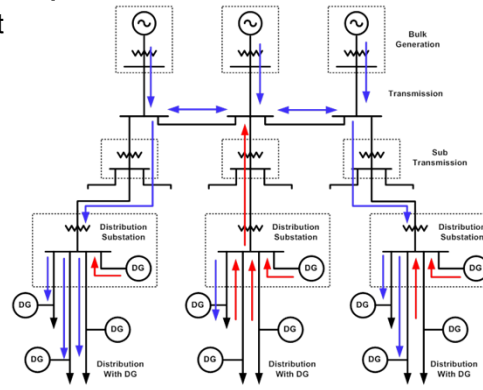 t
Bulk
Generation
Transmission
Sub
Transmission
Distribution
Substation
Distribution
Substation
Distribution
Substation
DG
DG
DG
DG
DG
DG
DG
DG
DG
DG
DG
DG
Distribution
With DG
Distribution
With DG
Distribution
With DG